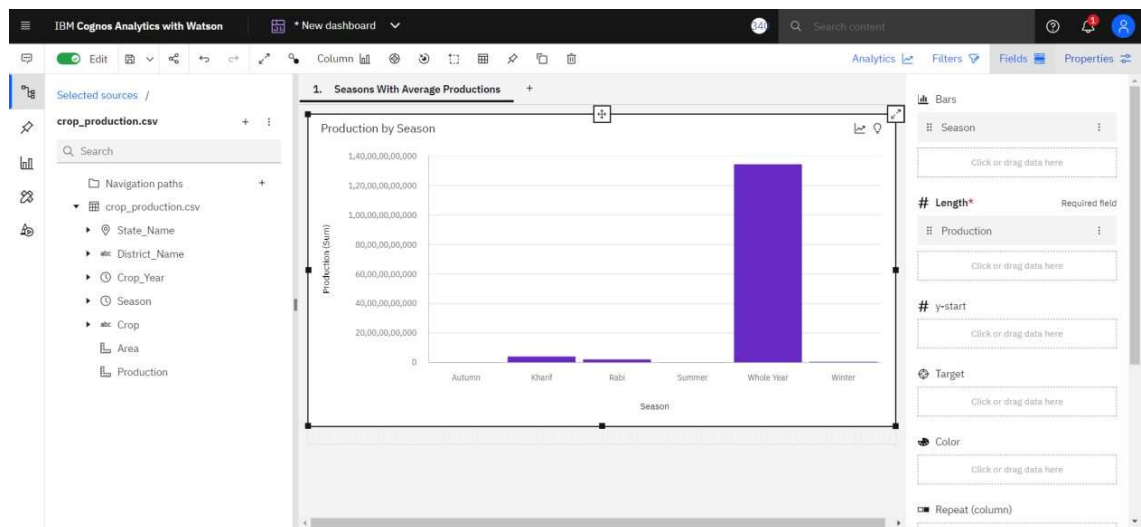 IBM Cognos Analytics with Watson
* New dashboard
340
Search content
1
Edit
Column
Analytics
Filters
Fields
Properties
Selected sources /
crop_production.csv
Search
Navigation paths
crop_production.csv
State_Name
abc District_Name
Crop_Year
Season
abc Crop
Area
Production
1. Seasons With Average Productions
Production by Season
Production (Sum)
1,40,00,00,00,000
1,20,00,00,00,000
1,00,00,00,00,000
80,00,00,00,000
60,00,00,00,000
40,00,00,00,000
20,00,00,00,000
0
Autumn Kharif Rabi Summer Whole Year Winter
Season
Bars
Season
Click or drag data here
# Length* Required field
Production
Click or drag data here
# y-start
Click or drag data here
Target
Click or drag data here
Color
Click or drag data here
Repeat (column)